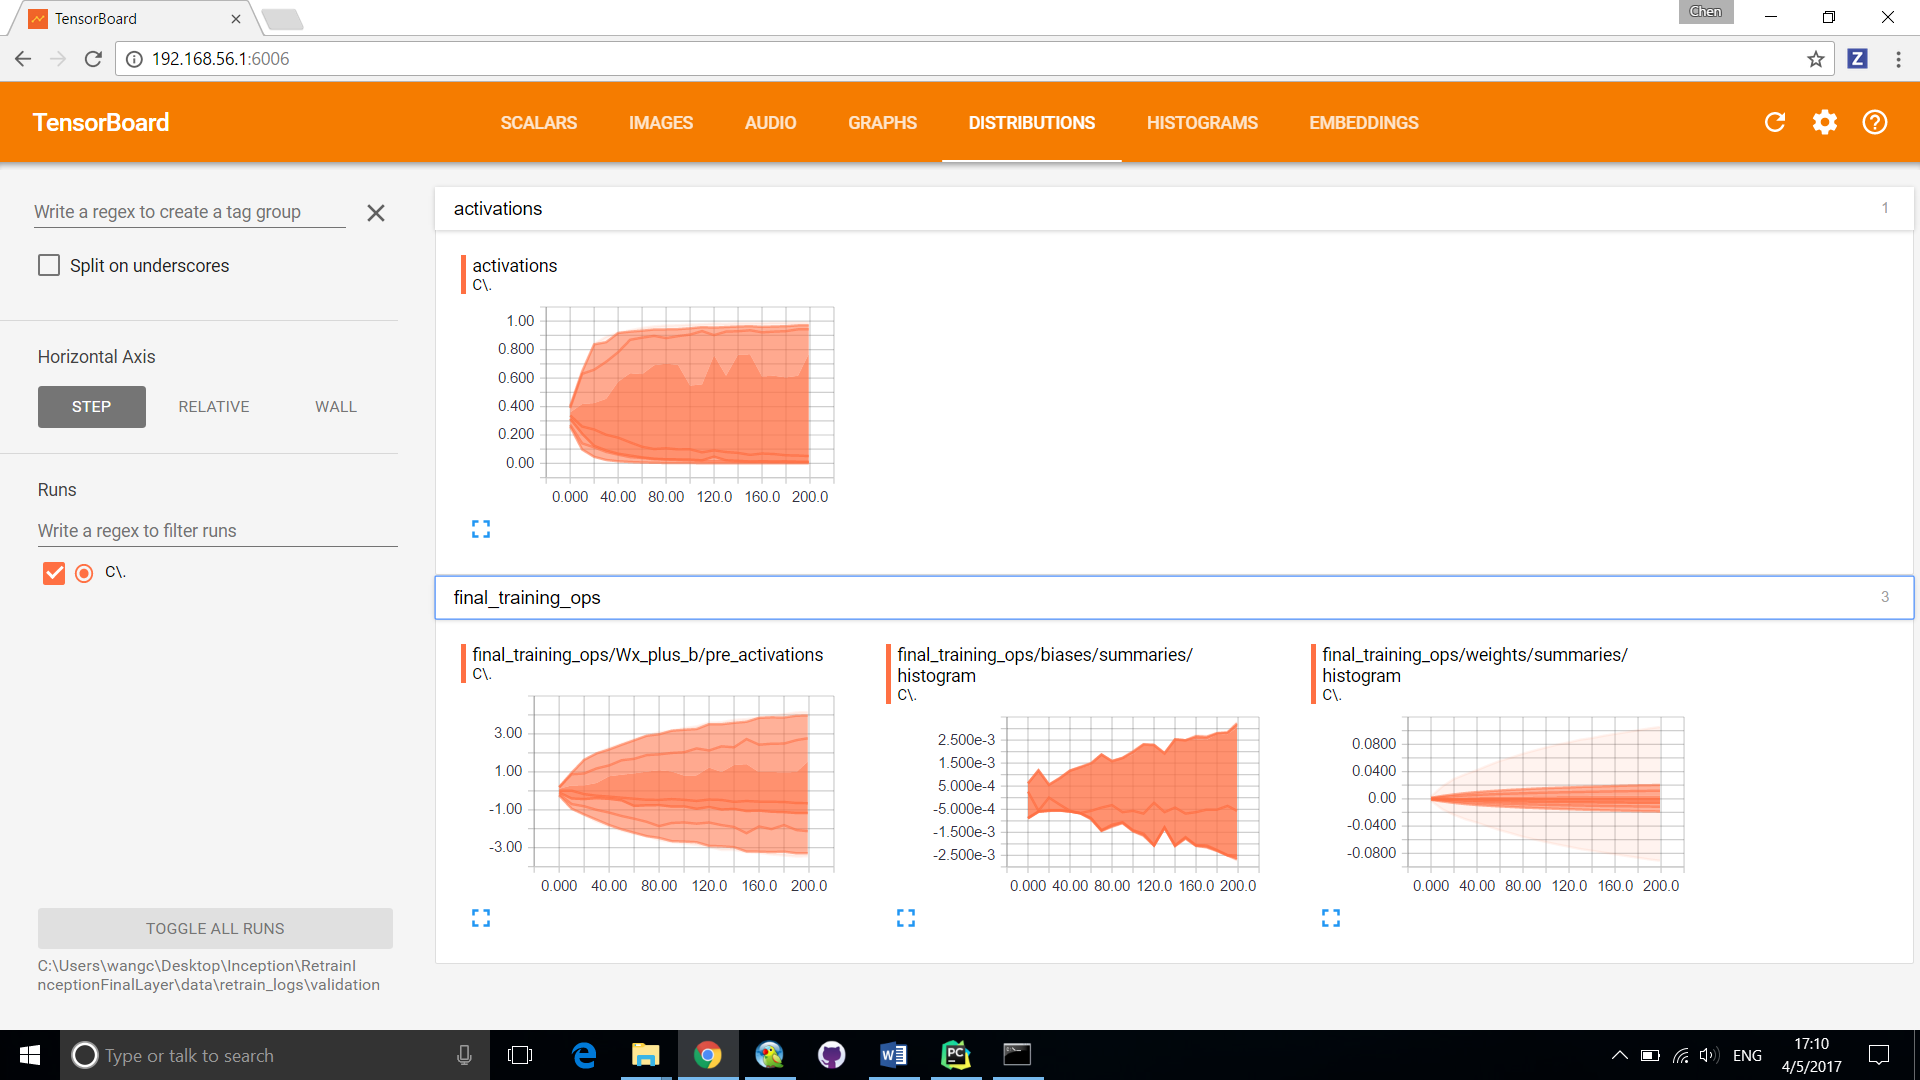 TensorBoard
Chen
192.168.56.1:6006
Z
TensorBoard
SCALARS IMAGES AUDIO GRAPHS DISTRIBUTIONS HISTOGRAMS EMBEDDINGS
Write a regex to create a tag group
Split on underscores
Horizontal Axis
STEP RELATIVE WALL
Runs
Write a regex to filter runs
C\.
TOGGLE ALL RUNS
C:\Users\wangc\Desktop\Inception\RetrainI
nceptionFinalLayer\data\retrain_logs\validation
activations 1
activations
C\.
1.00
0.800
0.600
0.400
0.200
0.00
0.000 40.00 80.00 120.0 160.0 200.0
final_training_ops 3
final_training_ops/Wx_plus_b/pre_activations
C\.
3.00
1.00
-1.00
-3.00
0.000 40.00 80.00 120.0 160.0 200.0
final_training_ops/biases/summaries/
histogram
C\.
2.500e-3
1.500e-3
5.000e-4
-5.000e-4
-1.500e-3
-2.500e-3
0.000 40.00 80.00 120.0 160.0 200.0
final_training_ops/weights/summaries/
histogram
C\.
0.0800
0.0400
0.00
-0.0400
-0.0800
0.000 40.00 80.00 120.0 160.0 200.0
Type or talk to search
W
PC
ENG
17:10
4/5/2017